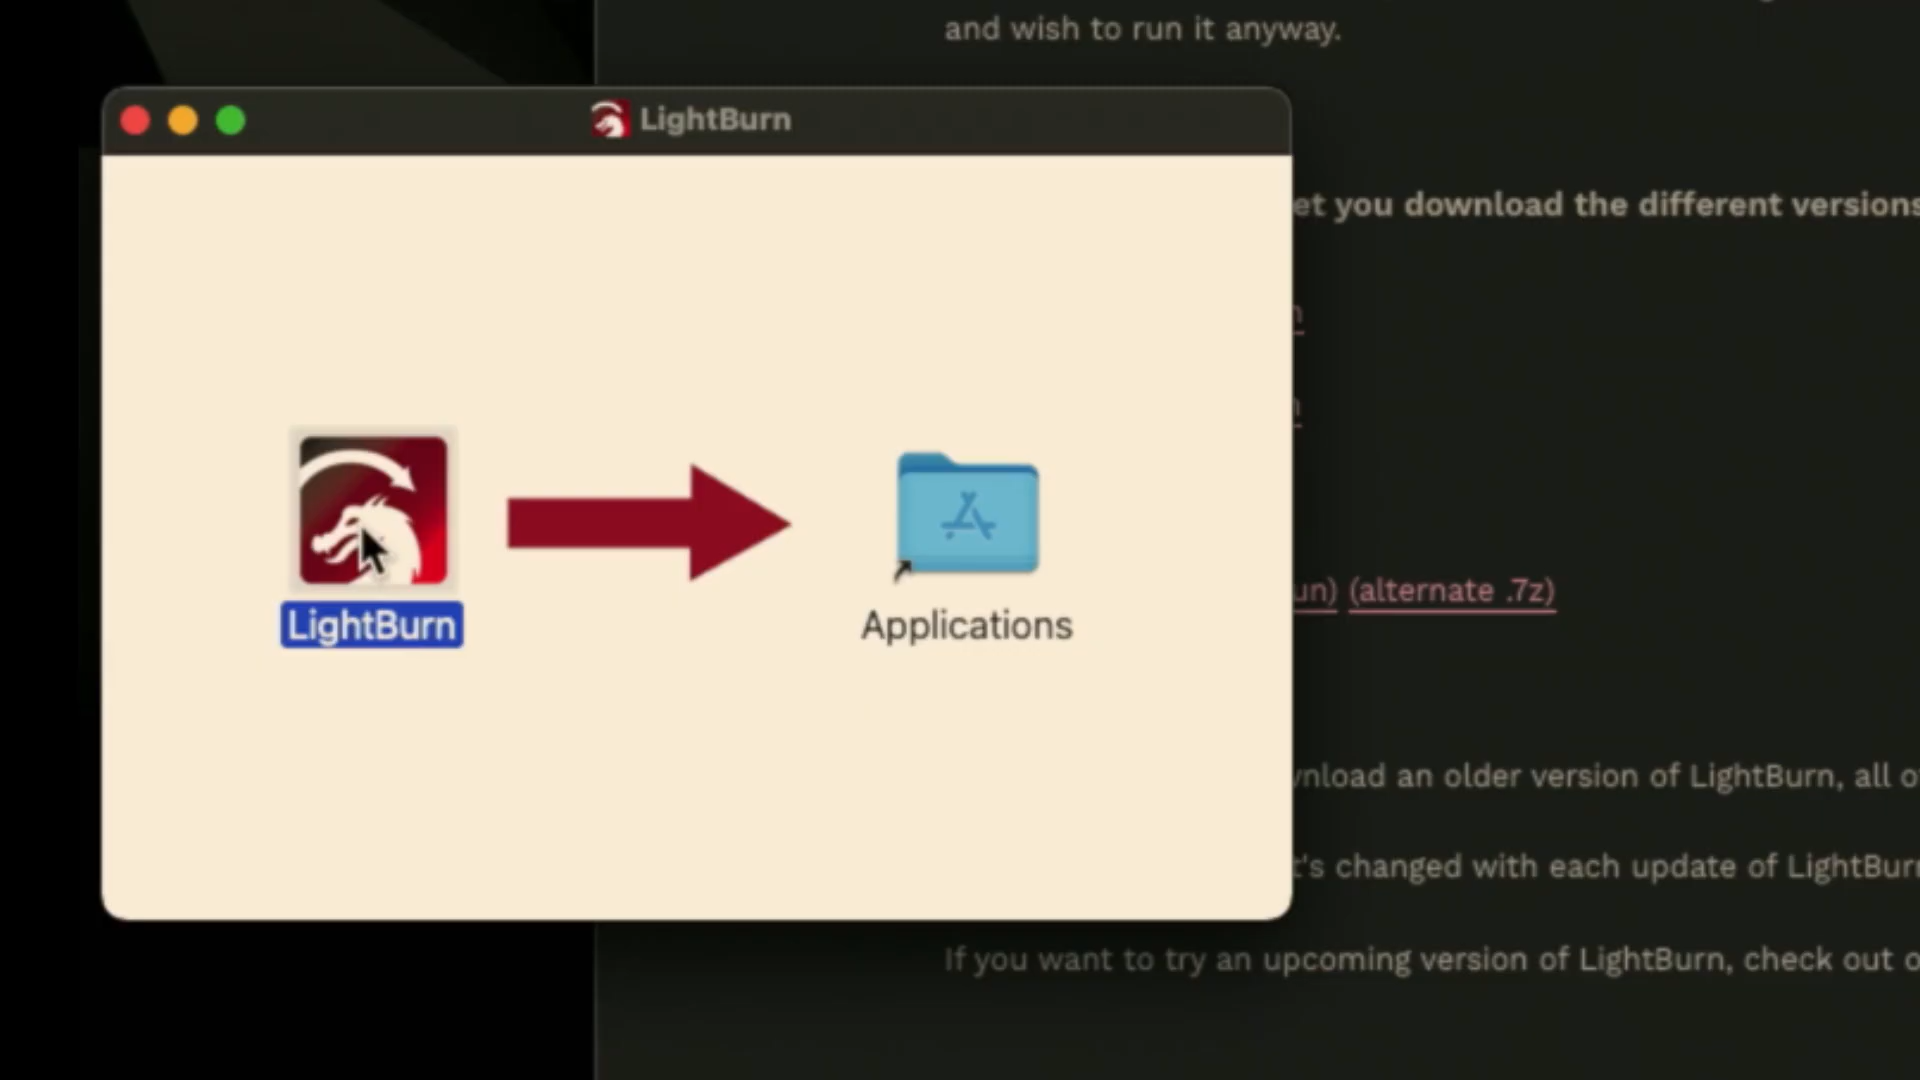 and wish to run it anyway.
LightBurn
et you download the different versions
n
n
LightBurn
Applications
un) (alternate .7z)
wnload an older version of LightBurn, all o
t's changed with each update of LightBurn
If you want to try an upcoming version of LightBurn, check out o